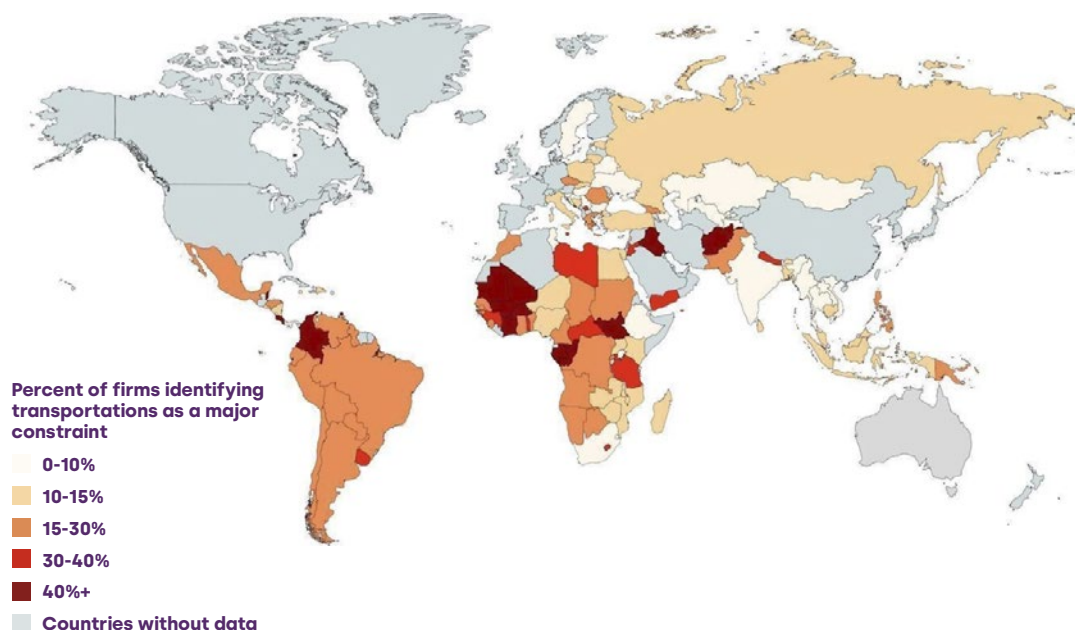 Percent of firms identifying
transportations as a major
constraint
0-10%
10-15%
15-30%
30-40%
40%+
Countries without data